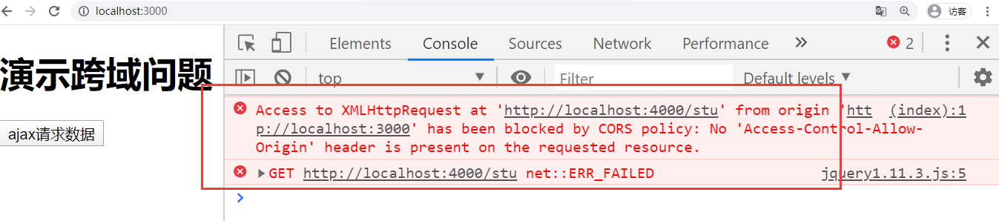 localhost:3000
访客
演示跨域问题
ajax请求数据
Elements Console Sources Network Performance 2
top Filter Default levels
Access to XMLHttpRequest at 'http://localhost:4000/stu' from origin 'htt (index):1
p://localhost:3000' has been blocked by CORS policy: No 'Access-Control-Allow-
Origin' header is present on the requested resource.
GET http://localhost:4000/stu net::ERR_FAILED jquery1.11.3.js:5